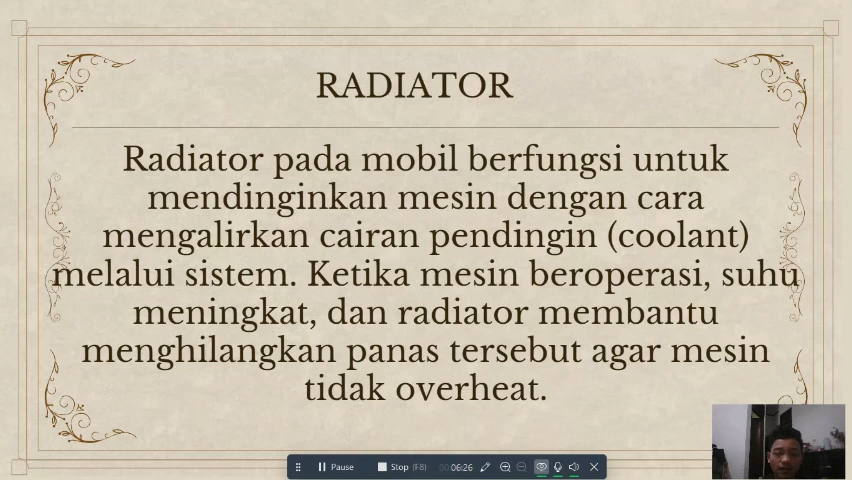 RADIATOR
Radiator pada mobil berfungsi untuk
mendinginkan mesin dengan cara
mengalirkan cairan pendingin (coolant)
melalui sistem. Ketika mesin beroperasi, suhu
meningkat, dan radiator membantu
menghilangkan panas tersebut agar mesin
tidak overheat.
Pause Stop (F8) 00:06:26